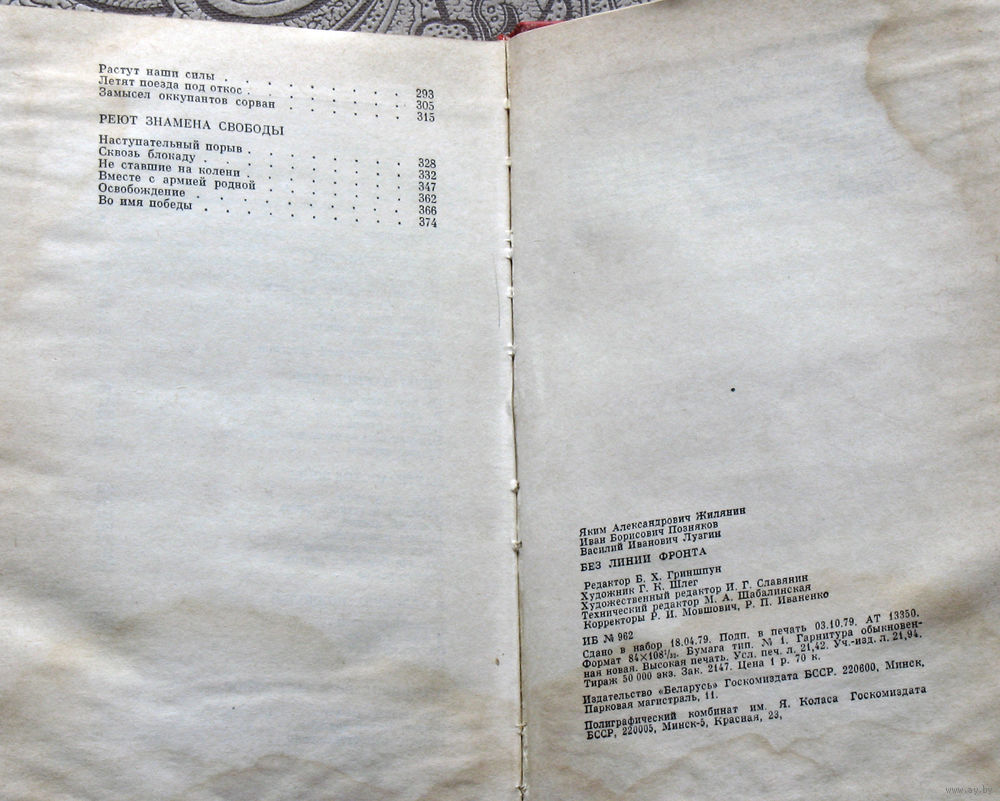 Растут наши силы . . . . . . . . . 293
Летят поезда под откос . . . . . . . . 305
Замысел оккупантов сорван . . . . . . 315
РЕЮТ ЗНАМЕНА СВОБОДЫ
Наступательный порыв . . . . . . . . 328
Сквозь блокаду . . . . . . . . . 332
Не ставшие на колени . . . . . . . . 347
Вместе с армией родной . . . . . . . 362
Освобождение . . . . . . . . . 366
Во имя победы . . . . . . . . . 374
Яким Александрович Жилянин
Иван Борисович Позняков
Василий Иванович Лузгин
БЕЗ ЛИНИИ ФРОНТА
Редактор Б. Х. Гриншпун
Художник Г. К. Шлег
Художественный редактор И. Г. Славянин
Технический редактор М. А. Шабалинская
Корректоры Р. И. Мовшович, Р. П. Иваненко
ИБ № 962
Сдано в набор 18.04.79. Подп. в печать 03.10.79. АТ 13350.
Формат 84×108¹/₃₂. Бумага тип. № 1. Гарнитура обыкновен-
ная новая. Высокая печать. Усл. печ. л. 21,42. Уч.-изд. л. 21,94.
Тираж 50 000 экз. Зак. 2147. Цена 1 р. 70 к.
Издательство «Беларусь» Госкомиздата БССР. 220600, Минск,
Парковая магистраль, 11.
Полиграфический комбинат им. Я. Коласа Госкомиздата
БССР, 220005, Минск-5, Красная, 23,
www.ay.by